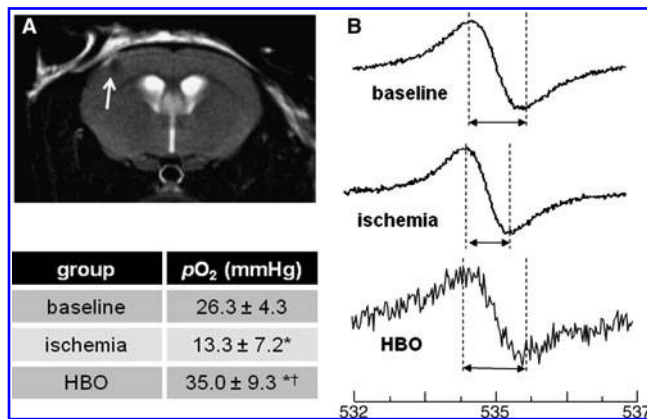 A
B
baseline
ischemia
HBO
group pO₂ (mmHg)
baseline 26.3 ± 4.3
ischemia 13.3 ± 7.2*
HBO 35.0 ± 9.3 *†
532 535 537